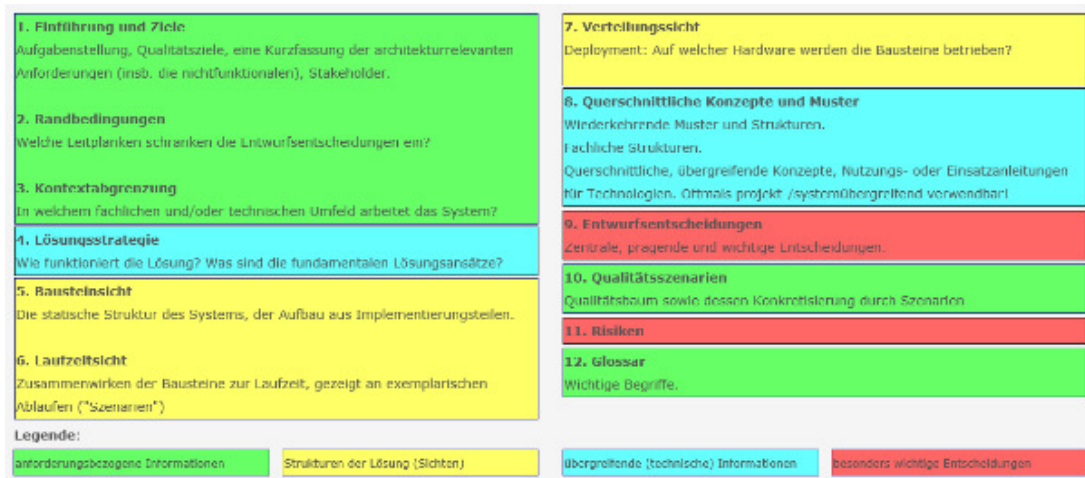 1. Einführung und Ziele
Aufgabenstellung, Qualitätsziele, eine Kurzfassung der architekturrelevanten
Anforderungen (insb. die nichtfunktionalen), Stakeholder.
2. Randbedingungen
Welche Leitplanken schränken die Entwurfsentscheidungen ein?
3. Kontextabgrenzung
In welchem fachlichen und/oder technischen Umfeld arbeitet das System?
4. Lösungsstrategie
Wie funktioniert die Lösung? Was sind die fundamentalen Lösungsansätze?
5. Bausteinsicht
Die statische Struktur des Systems, der Aufbau aus Implementierungsteilen.
6. Laufzeitsicht
Zusammenwirken der Bausteine zur Laufzeit, gezeigt an exemplarischen
Abläufen ("Szenarien")
7. Verteilungssicht
Deployment: Auf welcher Hardware werden die Bausteine betrieben?
8. Querschnittliche Konzepte und Muster
Wiederkehrende Muster und Strukturen.
Fachliche Strukturen.
Querschnittliche, übergreifende Konzepte, Nutzungs- oder Einsatzanleitungen
für Technologien. Oftmals projekt-/systemübergreifend verwendbar!
9. Entwurfsentscheidungen
Zentrale, prägende und wichtige Entscheidungen.
10. Qualitätsszenarien
Qualitätsbaum sowie dessen Konkretisierung durch Szenarien
11. Risiken
12. Glossar
Wichtige Begriffe.
Legende:
anforderungsbezogene Informationen
Strukturen der Lösung (Sichten)
übergreifende (technische) Informationen
besonders wichtige Entscheidungen